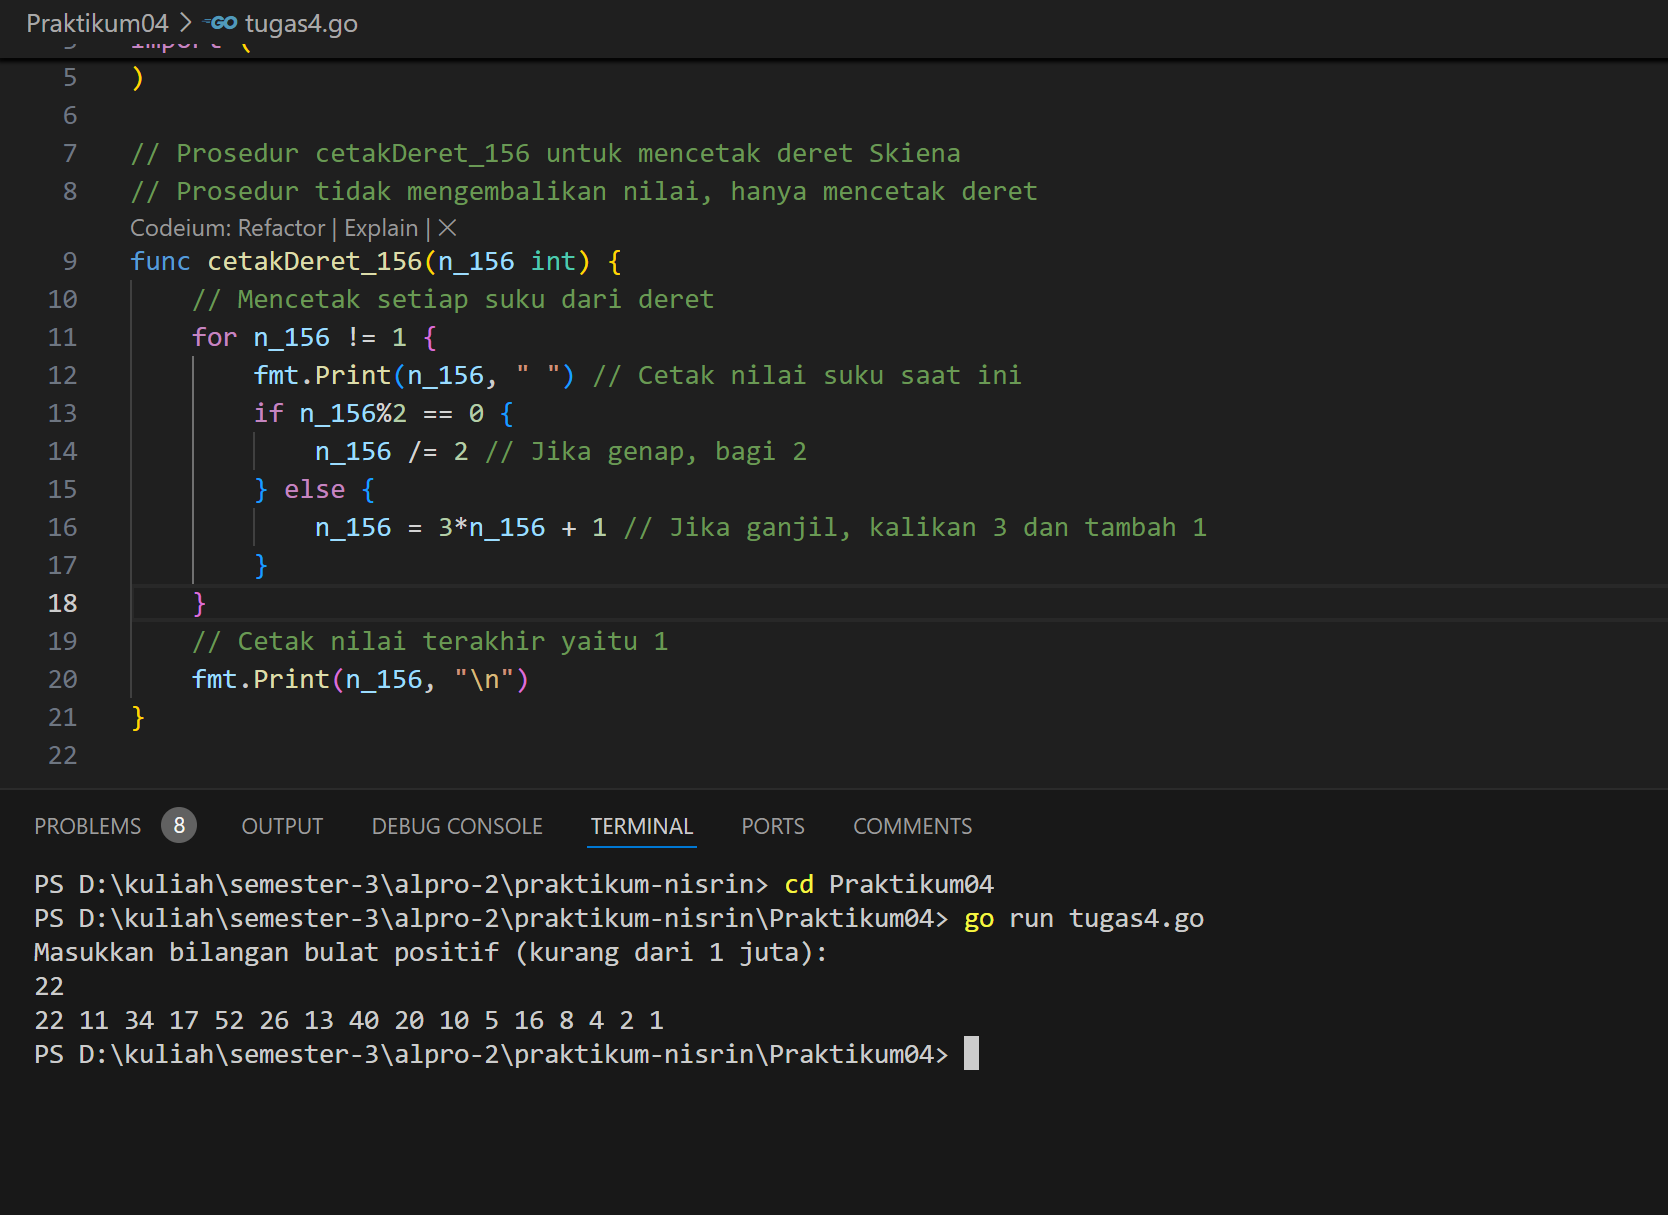 Praktikum04 > GO tugas4.go
3 import (
5 )
6
7 // Prosedur cetakDeret_156 untuk mencetak deret Skiena
8 // Prosedur tidak mengembalikan nilai, hanya mencetak deret
Codeium: Refactor | Explain | X
9 func cetakDeret_156(n_156 int) {
10 // Mencetak setiap suku dari deret
11 for n_156 != 1 {
12 fmt.Print(n_156, " ") // Cetak nilai suku saat ini
13 if n_156%2 == 0 {
14 n_156 /= 2 // Jika genap, bagi 2
15 } else {
16 n_156 = 3*n_156 + 1 // Jika ganjil, kalikan 3 dan tambah 1
17 }
18 }
19 // Cetak nilai terakhir yaitu 1
20 fmt.Print(n_156, "\n")
21 }
22
PROBLEMS 8 OUTPUT DEBUG CONSOLE TERMINAL PORTS COMMENTS
PS D:\kuliah\semester-3\alpro-2\praktikum-nisrin> cd Praktikum04
PS D:\kuliah\semester-3\alpro-2\praktikum-nisrin\Praktikum04> go run tugas4.go
Masukkan bilangan bulat positif (kurang dari 1 juta):
22
22 11 34 17 52 26 13 40 20 10 5 16 8 4 2 1
PS D:\kuliah\semester-3\alpro-2\praktikum-nisrin\Praktikum04>